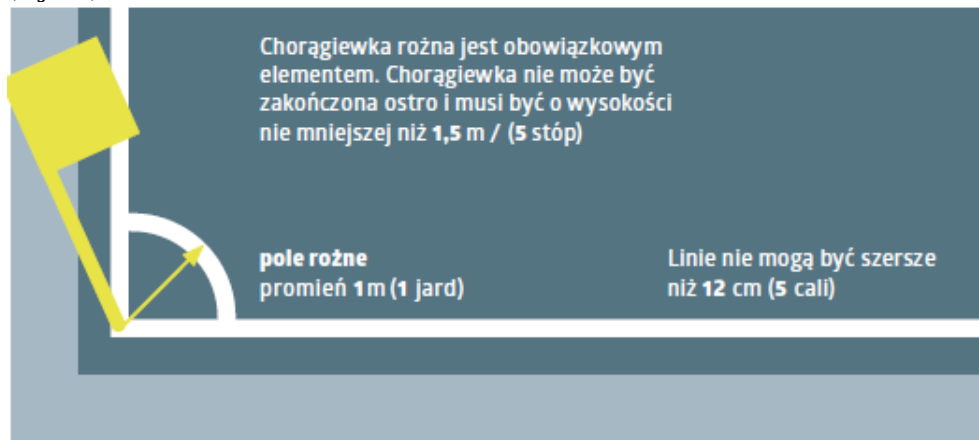 Chorągiewka rożna jest obowiązkowym
elementem. Chorągiewka nie może być
zakończona ostro i musi być o wysokości
nie mniejszej niż 1,5 m / (5 stóp)
pole rożne
promień 1 m (1 jard)
Linie nie mogą być szersze
niż 12 cm (5 cali)